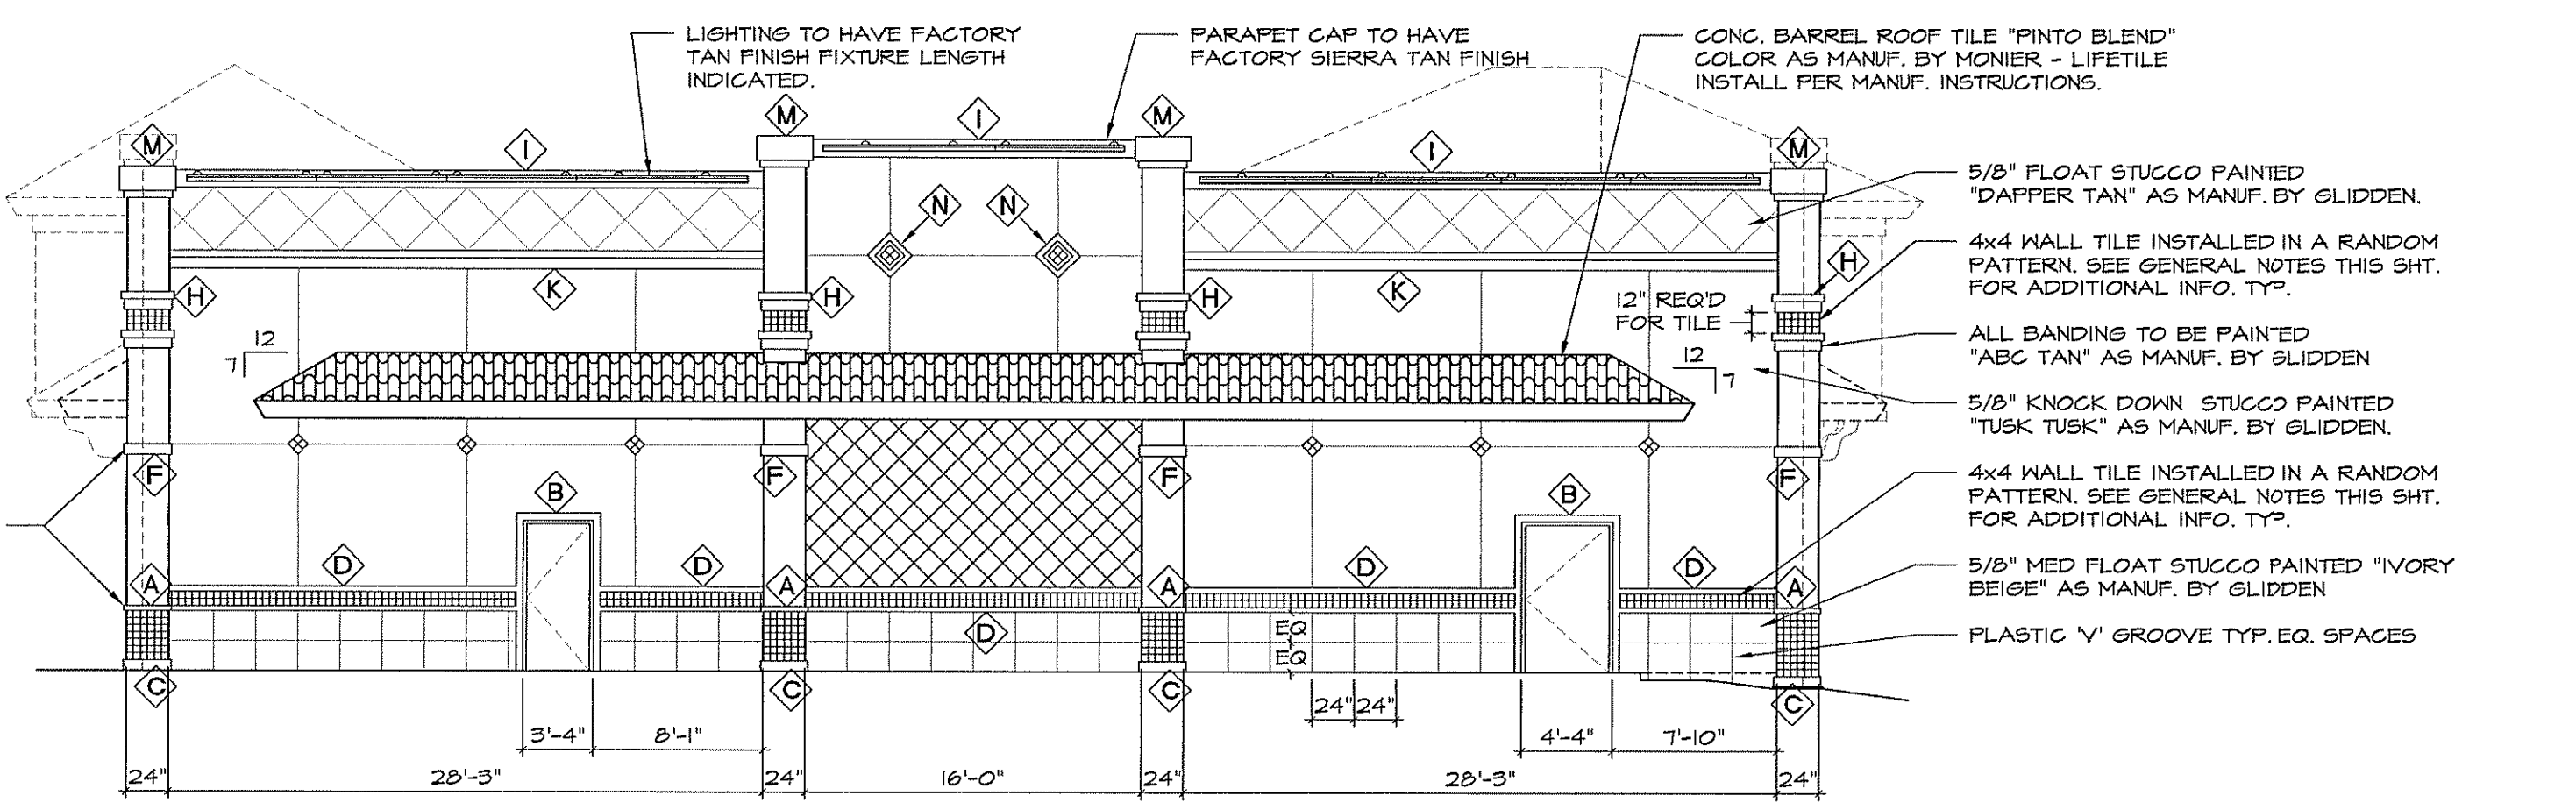 LIGHTING TO HAVE FACTORY
TAN FINISH FIXTURE LENGTH
INDICATED.
PARAPET CAP TO HAVE
FACTORY SIERRA TAN FINISH
CONC. BARREL ROOF TILE "PINTO BLEND"
COLOR AS MANUF. BY MONIER - LIFETILE
INSTALL PER MANUF. INSTRUCTIONS.
M
I
M
I
M
I
M
5/8" FLOAT STUCCO PAINTED
"DAPPER TAN" AS MANUF. BY GLIDDEN.
N
N
4x4 WALL TILE INSTALLED IN A RANDOM
PATTERN. SEE GENERAL NOTES THIS SHT.
FOR ADDITIONAL INFO. TYP.
H
K
H
H
K
H
12" REQ'D
FOR TILE
ALL BANDING TO BE PAINTED
"ABC TAN" AS MANUF. BY GLIDDEN
12
7
12
7
5/8" KNOCK DOWN STUCCO PAINTED
"TUSK TUSK" AS MANUF. BY GLIDDEN.
F
B
F
F
B
F
4x4 WALL TILE INSTALLED IN A RANDOM
PATTERN. SEE GENERAL NOTES THIS SHT.
FOR ADDITIONAL INFO. TYP.
A
D
D
A
A
D
D
A
5/8" MED FLOAT STUCCO PAINTED "IVORY
BEIGE" AS MANUF. BY GLIDDEN
D
EQ
EQ
PLASTIC 'V' GROOVE TYP. EQ. SPACES
C
C
C
C
24" 24"
3'-4" 8'-1" 4'-4" 7'-10"
24" 28'-3" 24" 16'-0" 24" 28'-3" 24"